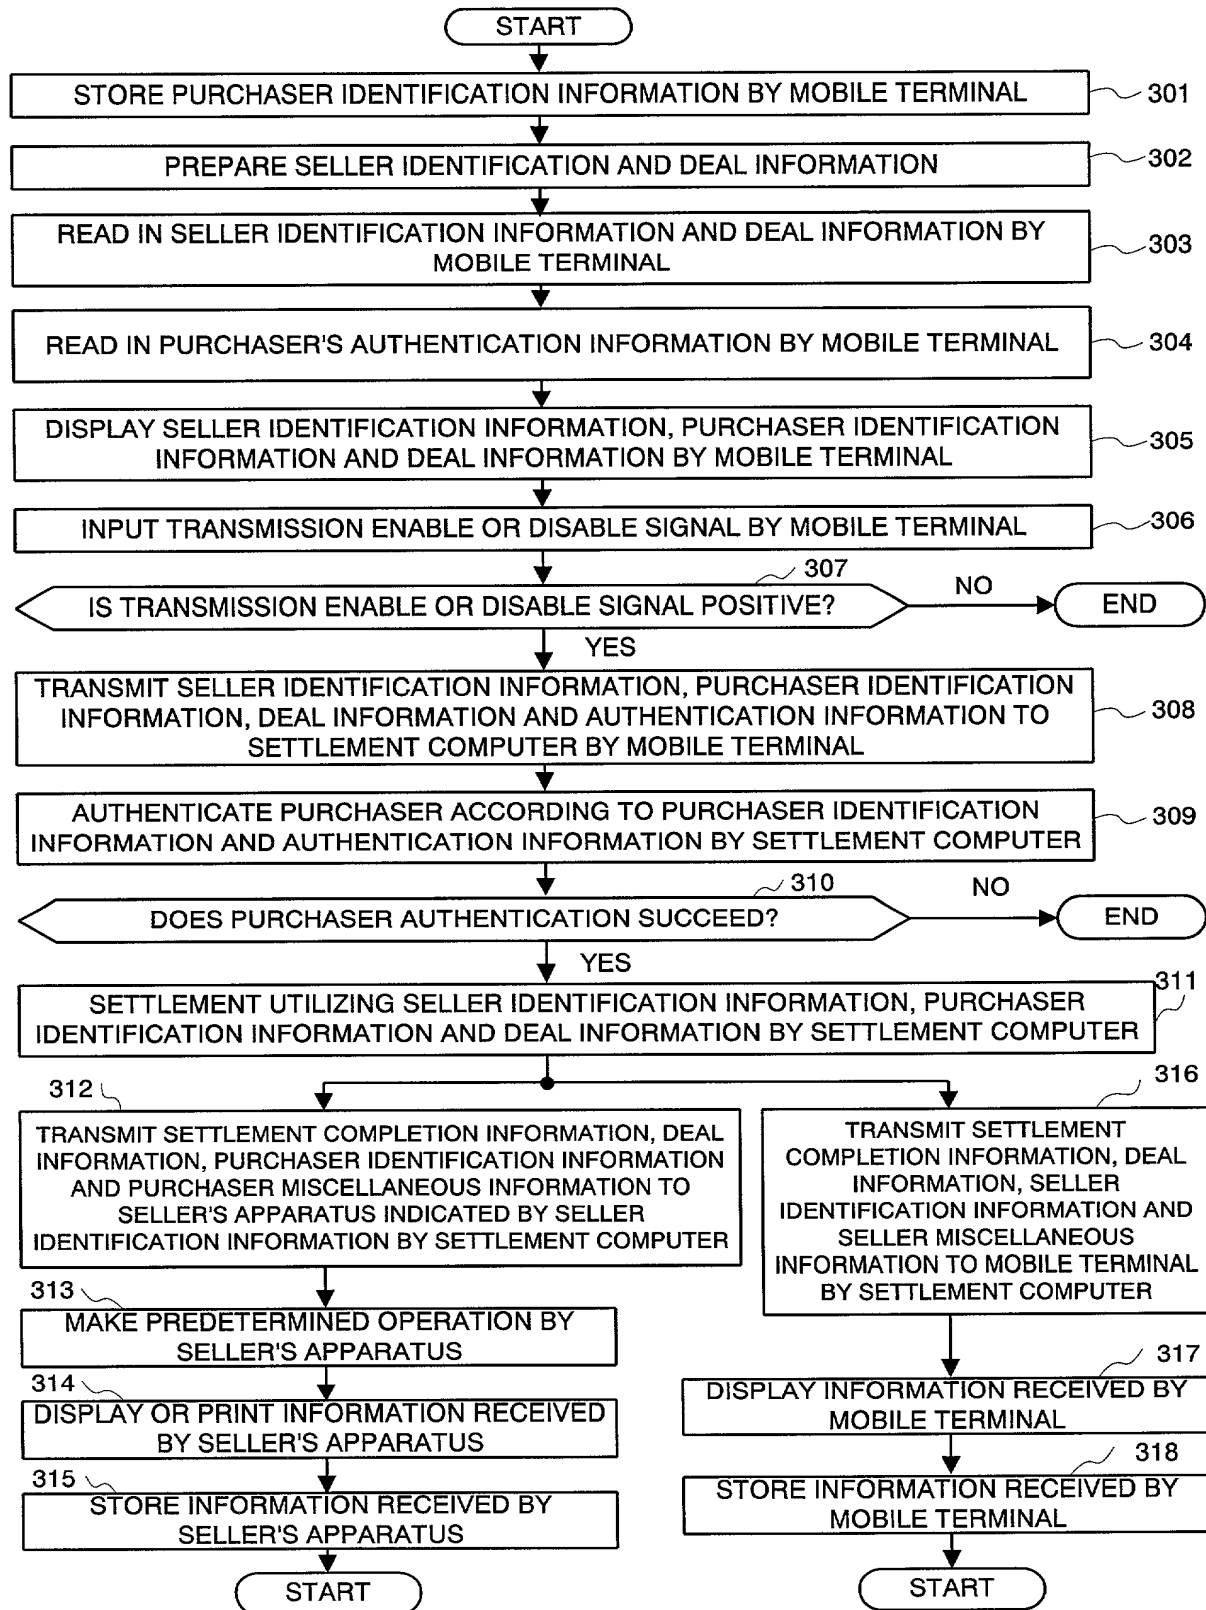 START
STORE PURCHASER IDENTIFICATION INFORMATION BY MOBILE TERMINAL
301
PREPARE SELLER IDENTIFICATION AND DEAL INFORMATION
302
READ IN SELLER IDENTIFICATION INFORMATION AND DEAL INFORMATION BY
MOBILE TERMINAL
303
READ IN PURCHASER'S AUTHENTICATION INFORMATION BY MOBILE TERMINAL
304
DISPLAY SELLER IDENTIFICATION INFORMATION, PURCHASER IDENTIFICATION
INFORMATION AND DEAL INFORMATION BY MOBILE TERMINAL
305
INPUT TRANSMISSION ENABLE OR DISABLE SIGNAL BY MOBILE TERMINAL
306
307
IS TRANSMISSION ENABLE OR DISABLE SIGNAL POSITIVE?
NO
END
YES
TRANSMIT SELLER IDENTIFICATION INFORMATION, PURCHASER IDENTIFICATION
INFORMATION, DEAL INFORMATION AND AUTHENTICATION INFORMATION TO
SETTLEMENT COMPUTER BY MOBILE TERMINAL
308
AUTHENTICATE PURCHASER ACCORDING TO PURCHASER IDENTIFICATION
INFORMATION AND AUTHENTICATION INFORMATION BY SETTLEMENT COMPUTER
309
310
DOES PURCHASER AUTHENTICATION SUCCEED?
NO
END
YES
311
SETTLEMENT UTILIZING SELLER IDENTIFICATION INFORMATION, PURCHASER
IDENTIFICATION INFORMATION AND DEAL INFORMATION BY SETTLEMENT COMPUTER
312
TRANSMIT SETTLEMENT COMPLETION INFORMATION, DEAL
INFORMATION, PURCHASER IDENTIFICATION INFORMATION
AND PURCHASER MISCELLANEOUS INFORMATION TO
SELLER'S APPARATUS INDICATED BY SELLER
IDENTIFICATION INFORMATION BY SETTLEMENT COMPUTER
313
MAKE PREDETERMINED OPERATION BY
SELLER'S APPARATUS
314
DISPLAY OR PRINT INFORMATION RECEIVED
BY SELLER'S APPARATUS
315
STORE INFORMATION RECEIVED BY
SELLER'S APPARATUS
START
316
TRANSMIT SETTLEMENT
COMPLETION INFORMATION, DEAL
INFORMATION, SELLER
IDENTIFICATION INFORMATION AND
SELLER MISCELLANEOUS
INFORMATION TO MOBILE TERMINAL
BY SETTLEMENT COMPUTER
317
DISPLAY INFORMATION RECEIVED BY
MOBILE TERMINAL
318
STORE INFORMATION RECEIVED BY
MOBILE TERMINAL
START